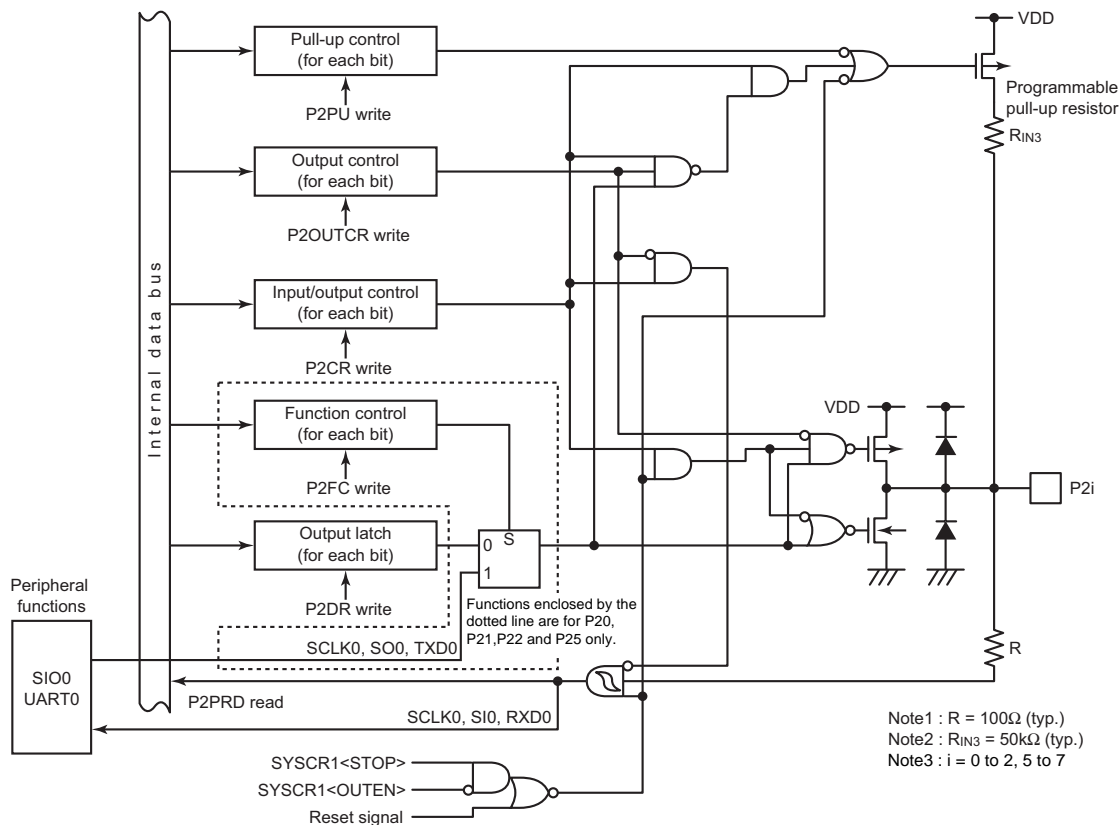 VDD
Pull-up control
(for each bit)
P2PU write
Programmable
pull-up resistor
RIN3
Output control
(for each bit)
P2OUTCR write
Internal data bus
Input/output control
(for each bit)
P2CR write
Function control
(for each bit)
P2FC write
VDD
P2i
Output latch
(for each bit)
P2DR write
0
S
1
Functions enclosed by the
dotted line are for P20,
P21,P22 and P25 only.
Peripheral
functions
SIO0
UART0
SCLK0, SO0, TXD0
R
P2PRD read
SCLK0, SI0, RXD0
SYSCR1<STOP>
SYSCR1<OUTEN>
Reset signal
Note1 : R = 100Ω (typ.)
Note2 : RIN3 = 50kΩ (typ.)
Note3 : i = 0 to 2, 5 to 7